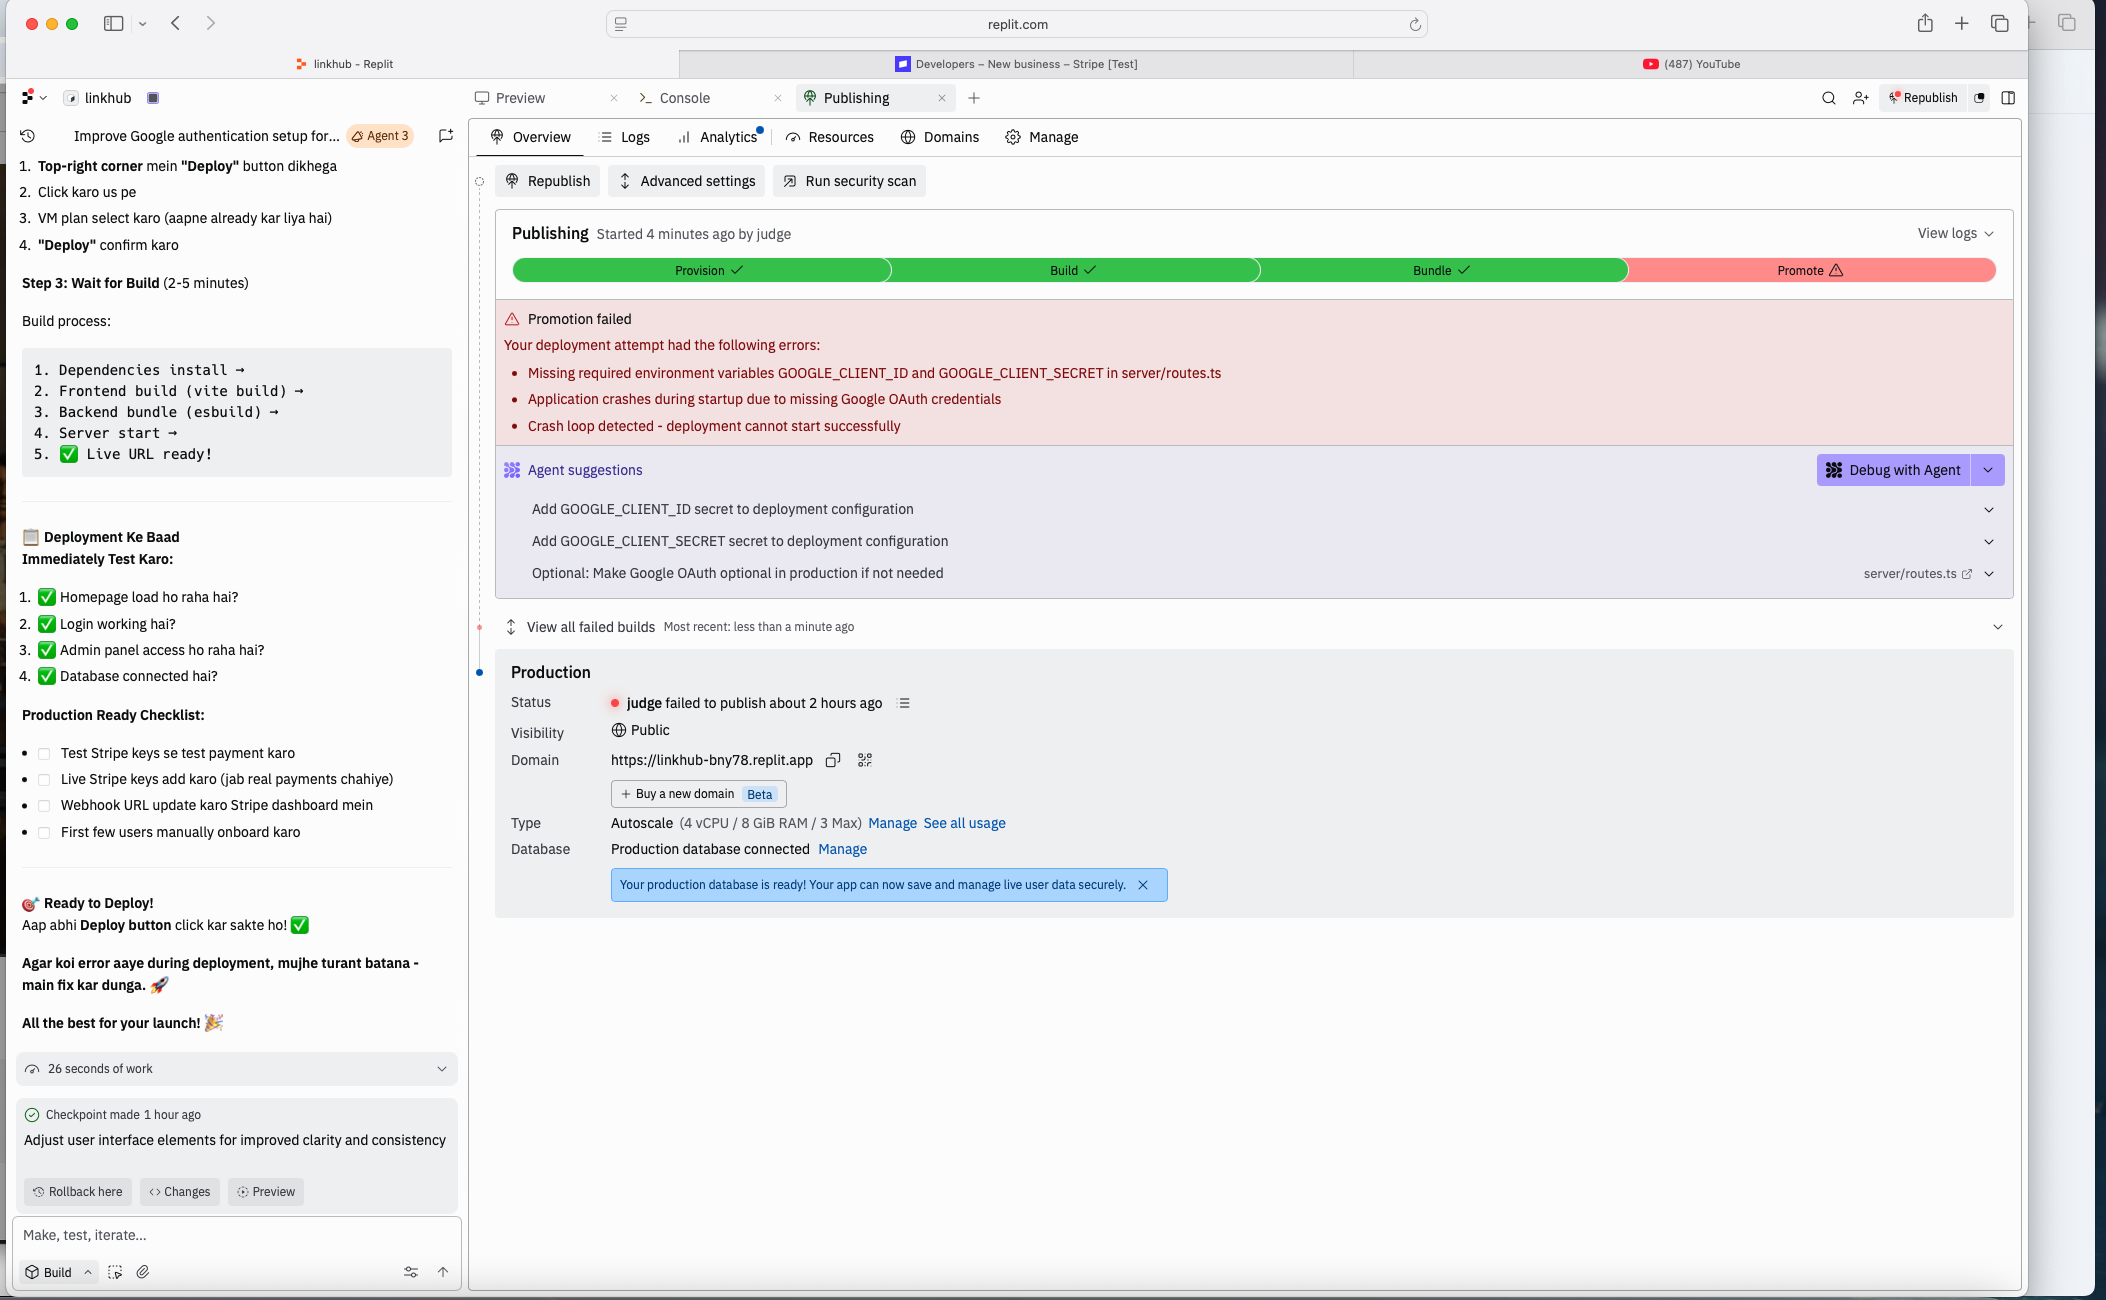 replit.com
linkhub - Replit
Developers – New business – Stripe [Test]
(487) YouTube
linkhub
Preview
Console
Publishing
Republish
Improve Google authentication setup for...
Agent 3
1. Top-right corner mein "Deploy" button dikhega
2. Click karo us pe
3. VM plan select karo (aapne already kar liya hai)
4. "Deploy" confirm karo
Step 3: Wait for Build (2-5 minutes)
Build process:
1. Dependencies install →
2. Frontend build (vite build) →
3. Backend bundle (esbuild) →
4. Server start →
5. ✅ Live URL ready!
📋 Deployment Ke Baad
Immediately Test Karo:
1. ✅ Homepage load ho raha hai?
2. ✅ Login working hai?
3. ✅ Admin panel access ho raha hai?
4. ✅ Database connected hai?
Production Ready Checklist:
• Test Stripe keys se test payment karo
• Live Stripe keys add karo (jab real payments chahiye)
• Webhook URL update karo Stripe dashboard mein
• First few users manually onboard karo
🎯 Ready to Deploy!
Aap abhi Deploy button click kar sakte ho! ✅
Agar koi error aaye during deployment, mujhe turant batana -
main fix kar dunga. 🚀
All the best for your launch! 🎉
26 seconds of work
Checkpoint made 1 hour ago
Adjust user interface elements for improved clarity and consistency
Rollback here
Changes
Preview
Make, test, iterate...
Build
Overview
Logs
Analytics
Resources
Domains
Manage
Republish
Advanced settings
Run security scan
Publishing Started 4 minutes ago by judge
View logs
Provision
Build
Bundle
Promote
Promotion failed
Your deployment attempt had the following errors:
• Missing required environment variables GOOGLE_CLIENT_ID and GOOGLE_CLIENT_SECRET in server/routes.ts
• Application crashes during startup due to missing Google OAuth credentials
• Crash loop detected - deployment cannot start successfully
Agent suggestions
Debug with Agent
Add GOOGLE_CLIENT_ID secret to deployment configuration
Add GOOGLE_CLIENT_SECRET secret to deployment configuration
Optional: Make Google OAuth optional in production if not needed
server/routes.ts
View all failed builds Most recent: less than a minute ago
Production
Status judge failed to publish about 2 hours ago
Visibility Public
Domain https://linkhub-bny78.replit.app
+ Buy a new domain Beta
Type Autoscale (4 vCPU / 8 GiB RAM / 3 Max) Manage See all usage
Database Production database connected Manage
Your production database is ready! Your app can now save and manage live user data securely.